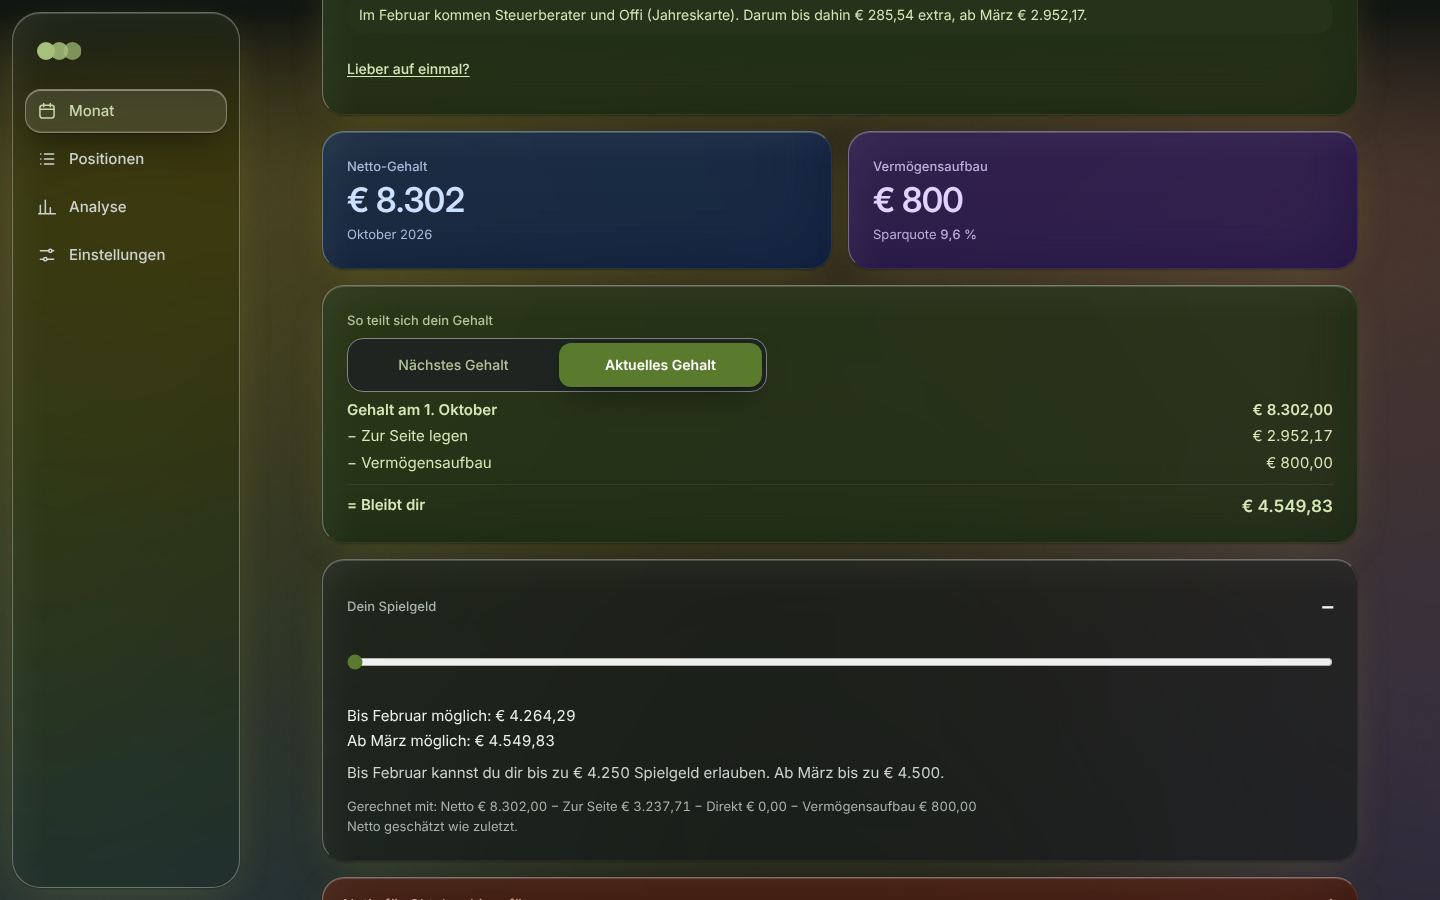 Im Februar kommen Steuerberater und Offi (Jahreskarte). Darum bis dahin € 285,54 extra, ab März € 2.952,17.
Lieber auf einmal?
Monat
Positionen
Analyse
Einstellungen
Netto-Gehalt
€ 8.302
Oktober 2026
Vermögensaufbau
€ 800
Sparquote 9,6 %
So teilt sich dein Gehalt
Nächstes Gehalt
Aktuelles Gehalt
Gehalt am 1. Oktober € 8.302,00
− Zur Seite legen € 2.952,17
− Vermögensaufbau € 800,00
= Bleibt dir € 4.549,83
Dein Spielgeld –
Bis Februar möglich: € 4.264,29
Ab März möglich: € 4.549,83
Bis Februar kannst du dir bis zu € 4.250 Spielgeld erlauben. Ab März bis zu € 4.500.
Gerechnet mit: Netto € 8.302,00 − Zur Seite € 3.237,71 − Direkt € 0,00 − Vermögensaufbau € 800,00
Netto geschätzt wie zuletzt.